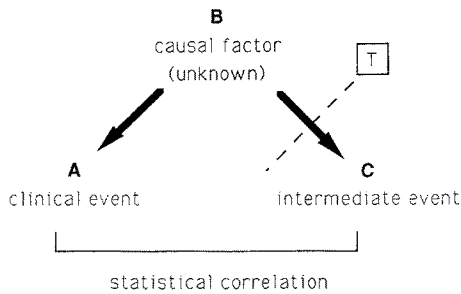 B
causal factor
(unknown)
T
A
C
clinical event
intermediate event
statistical correlation